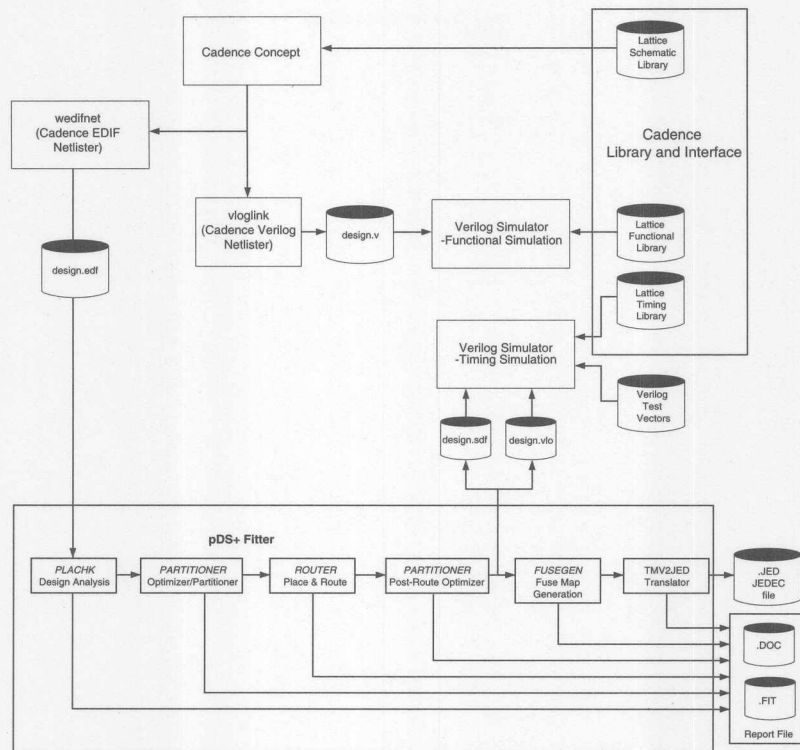 Cadence Concept
Lattice
Schematic
Library
wedifnet
(Cadence EDIF
Netlister)
Cadence
Library and Interface
vloglink
(Cadence Verilog
Netlister)
design.v
Verilog Simulator
-Functional Simulation
Lattice
Functional
Library
design.edf
Lattice
Timing
Library
Verilog Simulator
-Timing Simulation
Verilog
Test
Vectors
design.sdf
design.vlo
pDS+ Fitter
PLACHK
Design Analysis
PARTITIONER
Optimizer/Partitioner
ROUTER
Place & Route
PARTITIONER
Post-Route Optimizer
FUSEGEN
Fuse Map
Generation
TMV2JED
Translator
.JED
JEDEC
file
.DOC
.FIT
Report File